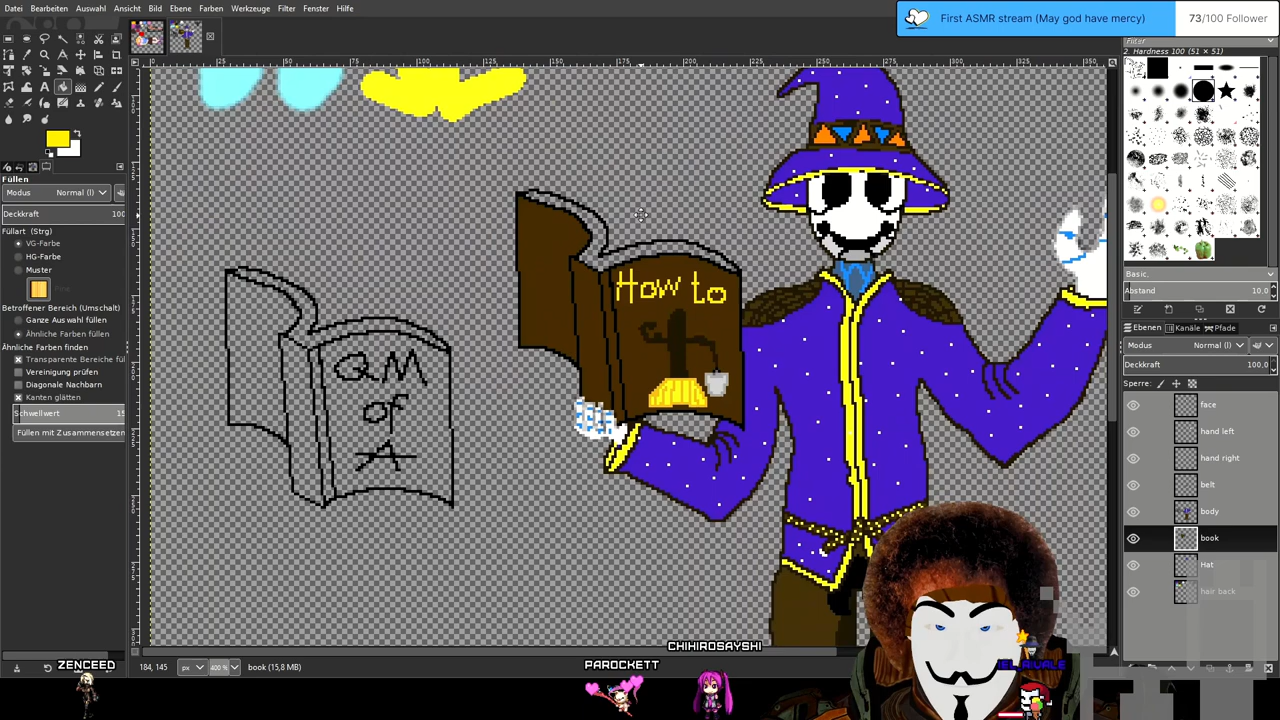 Datei Bearbeiten Auswahl Ansicht Bild Ebene Farben Werkzeuge Filter Fenster Hilfe
First ASMR stream (May god have mercy)
73/100 Follower
Filter
2. Hardness 100 (51 × 51)
Füllen
Modus Normal (l)
Deckkraft 100
Füllart (Strg)
VG-Farbe
HG-Farbe
Muster
Betroffener Bereich (Umschalt)
Ganze Auswahl füllen
Ähnliche Farben füllen
Ähnliche Farben finden
Transparente Bereiche fül
Vereinigung prüfen
Diagonale Nachbarn
Kanten glätten
Schwellwert 15
Füllen mit Zusammensetzen
How to
QM
of
A
Basic,
Abstand 10.0
Ebenen Kanäle Pfade
Modus Normal (l)
Deckkraft 100,0
Sperre:
face
hand left
hand right
belt
body
book
Hat
hair back
184, 145 px 400 % book (15,8 MB)
CHIHIROSAYSHI
ZENCEED
PAROCKETT